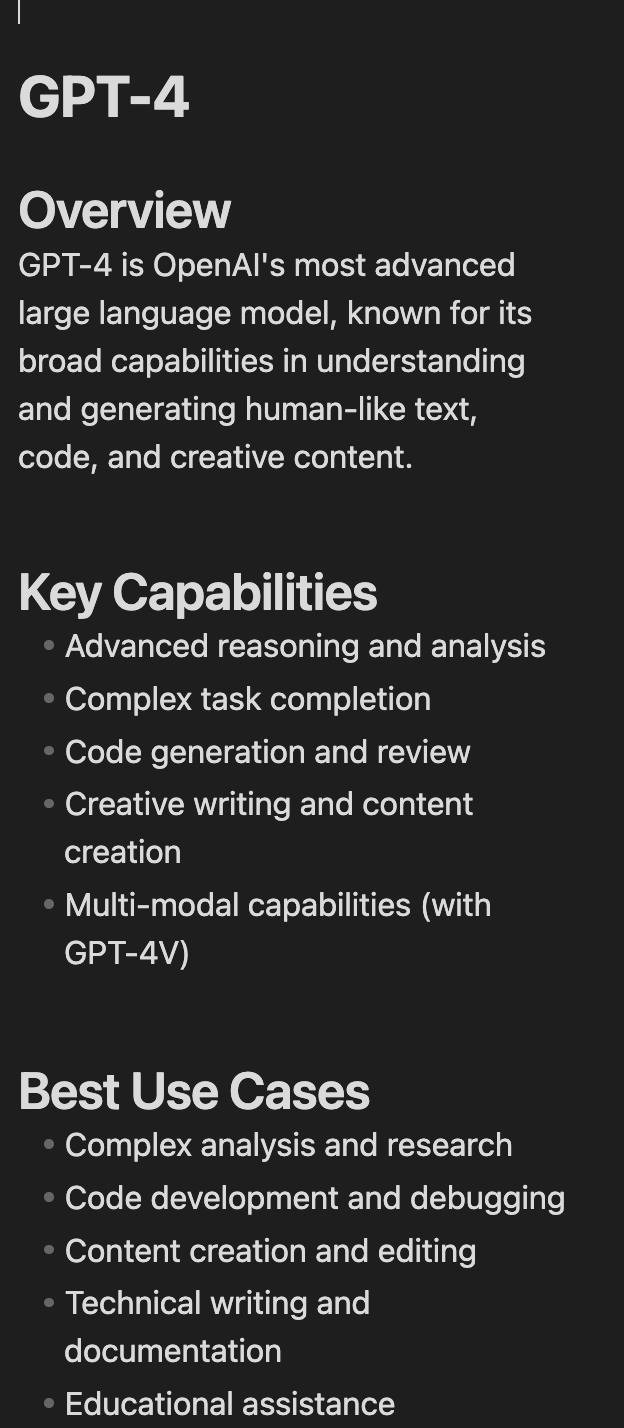 GPT-4
Overview
GPT-4 is OpenAI's most advanced
large language model, known for its
broad capabilities in understanding
and generating human-like text,
code, and creative content.
Key Capabilities
• Advanced reasoning and analysis
• Complex task completion
• Code generation and review
• Creative writing and content
creation
• Multi-modal capabilities (with
GPT-4V)
Best Use Cases
• Complex analysis and research
• Code development and debugging
• Content creation and editing
• Technical writing and
documentation
• Educational assistance